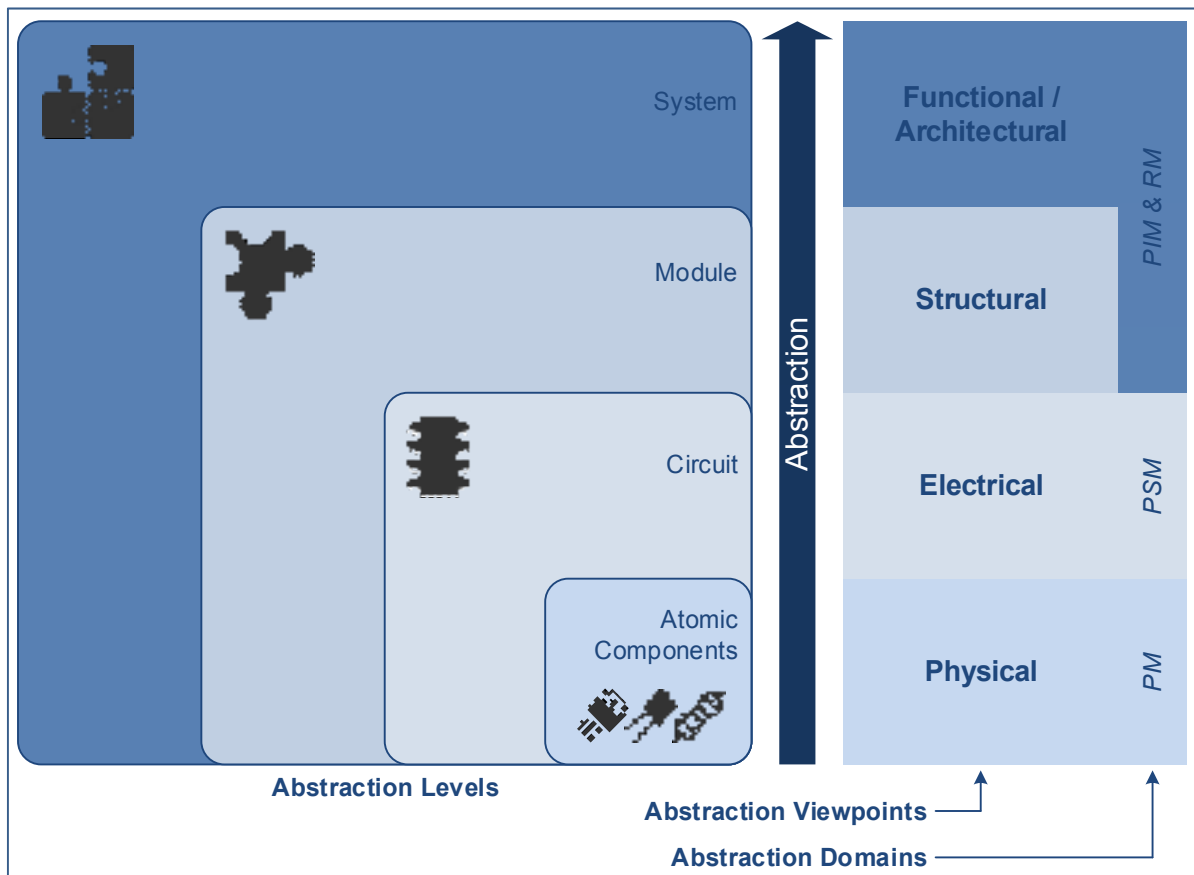 System
Module
Circuit
Atomic
Components
Abstraction Levels
Abstraction
Functional /
Architectural
Structural
Electrical
Physical
PIM & RM
PSM
PM
Abstraction Viewpoints
Abstraction Domains